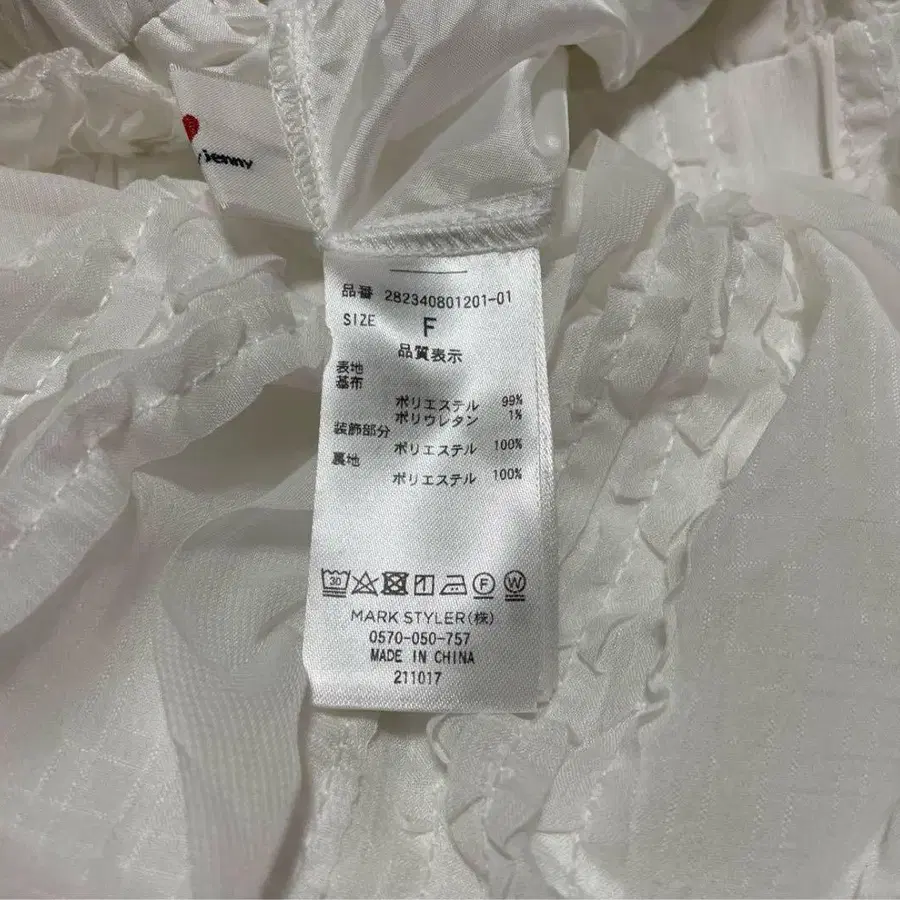 jenny
品番 282340801201-01
SIZE F
品質表示
表地
基布
ポリエステル 99%
ポリウレタン 1%
装飾部分
ポリエステル 100%
裏地
ポリエステル 100%
30 F W
MARK STYLER(株)
0570-050-757
MADE IN CHINA
211017